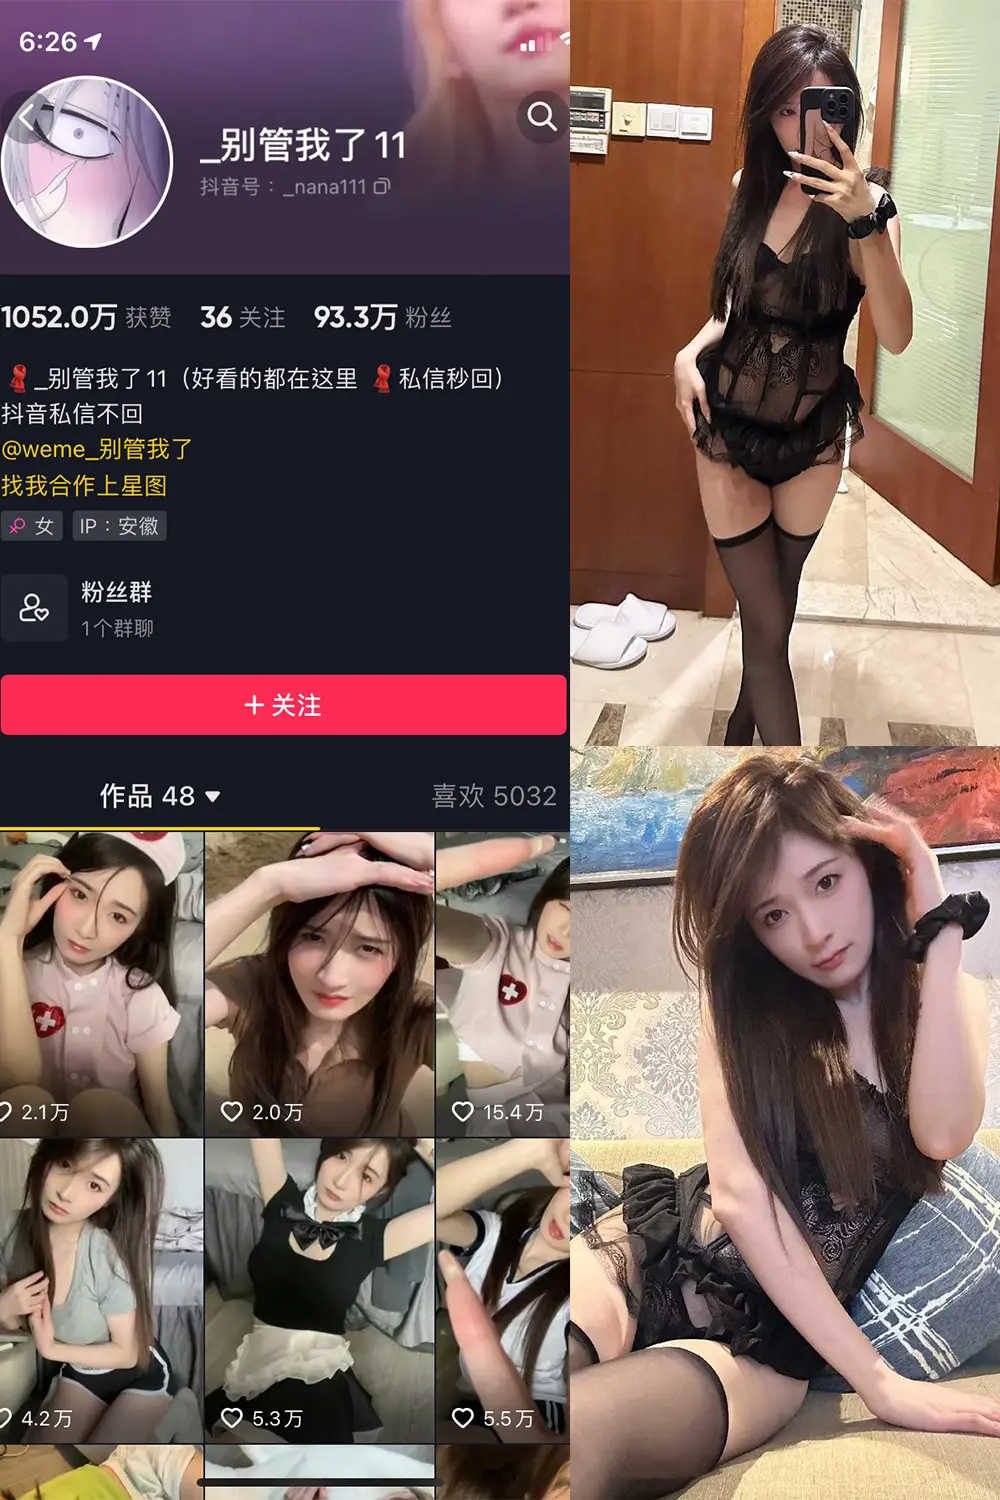 6:26
_别管我了 11
抖音号：_nana111
1052.0万 获赞 36 关注 93.3万 粉丝
_别管我了11（好看的都在这里 私信秒回）
抖音私信不回
@weme_别管我了
找我合作上星图
女 IP：安徽
粉丝群
1个群聊
+ 关注
作品 48 喜欢 5032
2.1万 2.0万 15.4万
4.2万 5.3万 5.5万